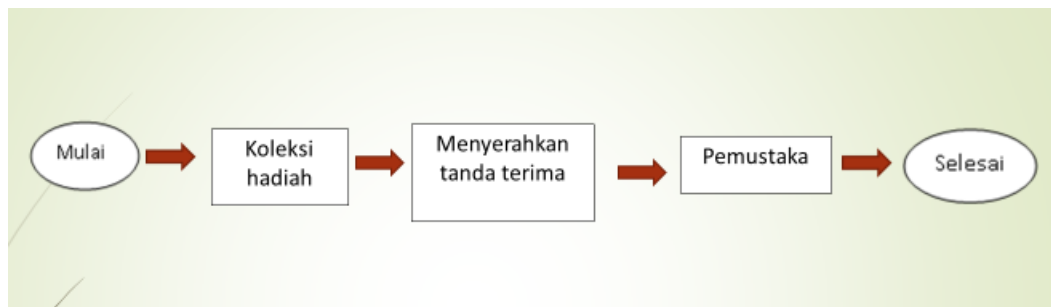 Mulai
Koleksi
hadiah
Menyerahkan
tanda terima
Pemustaka
Selesai